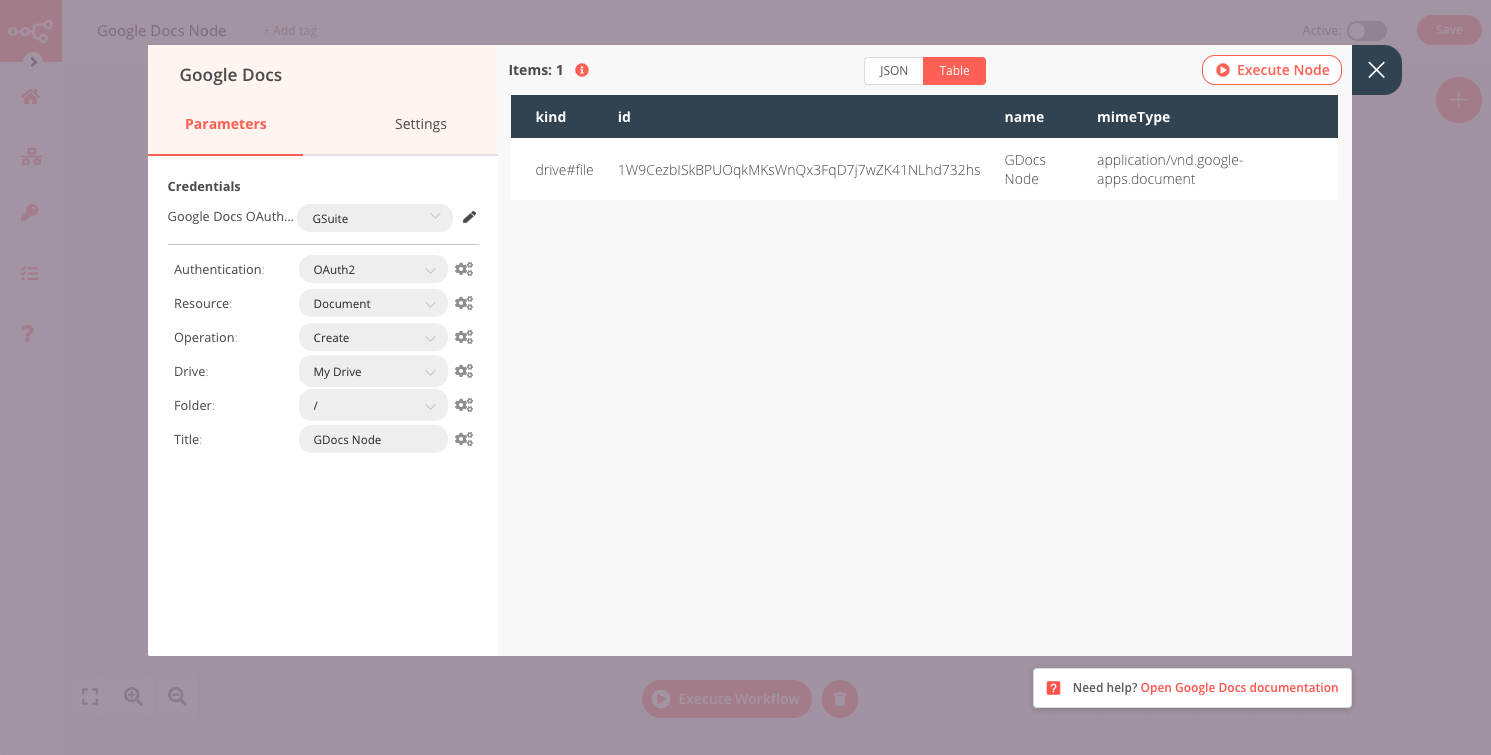 Google Docs Node
+ Add tag
Active:
Save
Google Docs
Parameters
Settings
Credentials
Google Docs OAuth...
GSuite
Authentication:
OAuth2
Resource:
Document
Operation:
Create
Drive:
My Drive
Folder:
/
Title:
GDocs Node
Items: 1
JSON
Table
Execute Node
kind
id
name
mimeType
drive#file
1W9CezbISkBPUOqkMKsWnQx3FqD7j7wZK41NLhd732hs
GDocs
Node
application/vnd.google-
apps.document
Execute Workflow
Need help? Open Google Docs documentation